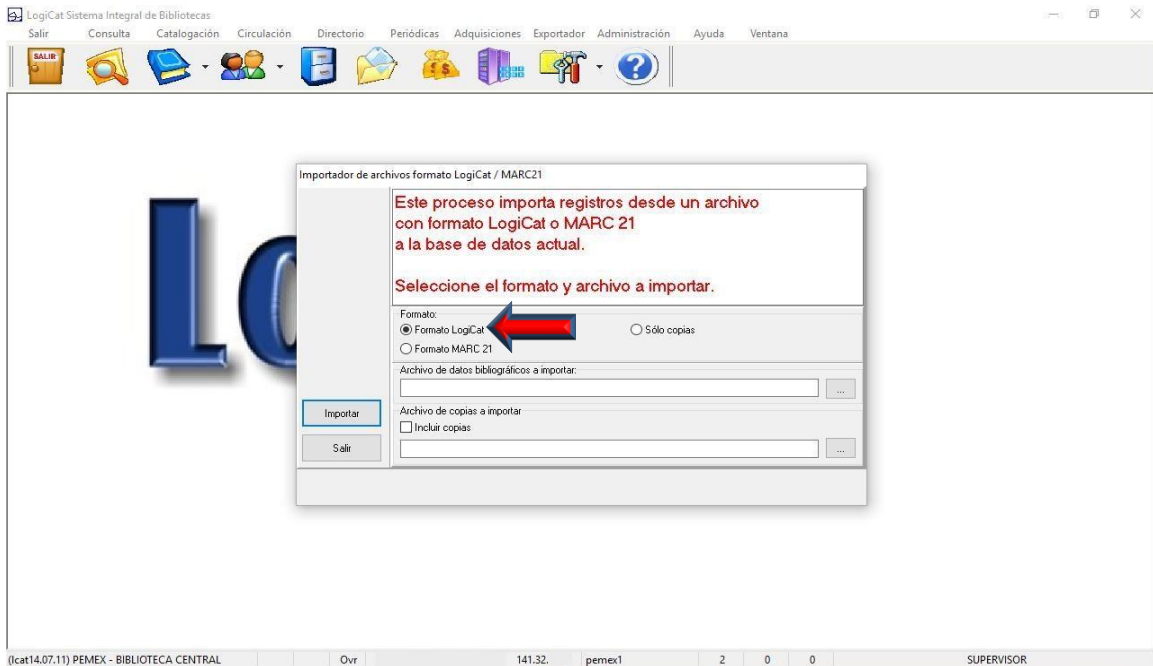 LogiCat Sistema Integral de Bibliotecas
Salir Consulta Catalogación Circulación Directorio Periódicas Adquisiciones Exportador Administración Ayuda Ventana
SALIR
Lo
Importador de archivos formato LogiCat / MARC21
Este proceso importa registros desde un archivo
con formato LogiCat o MARC 21
a la base de datos actual.
Seleccione el formato y archivo a importar.
Formato:
Formato LogiCat Sólo copias
Formato MARC 21
Archivo de datos bibliográficos a importar:
...
Importar
Archivo de copias a importar
Incluir copias
Salir
...
(lcat14.07.11) PEMEX - BIBLIOTECA CENTRAL Ovr 141.32. pemex1 2 0 0 SUPERVISOR